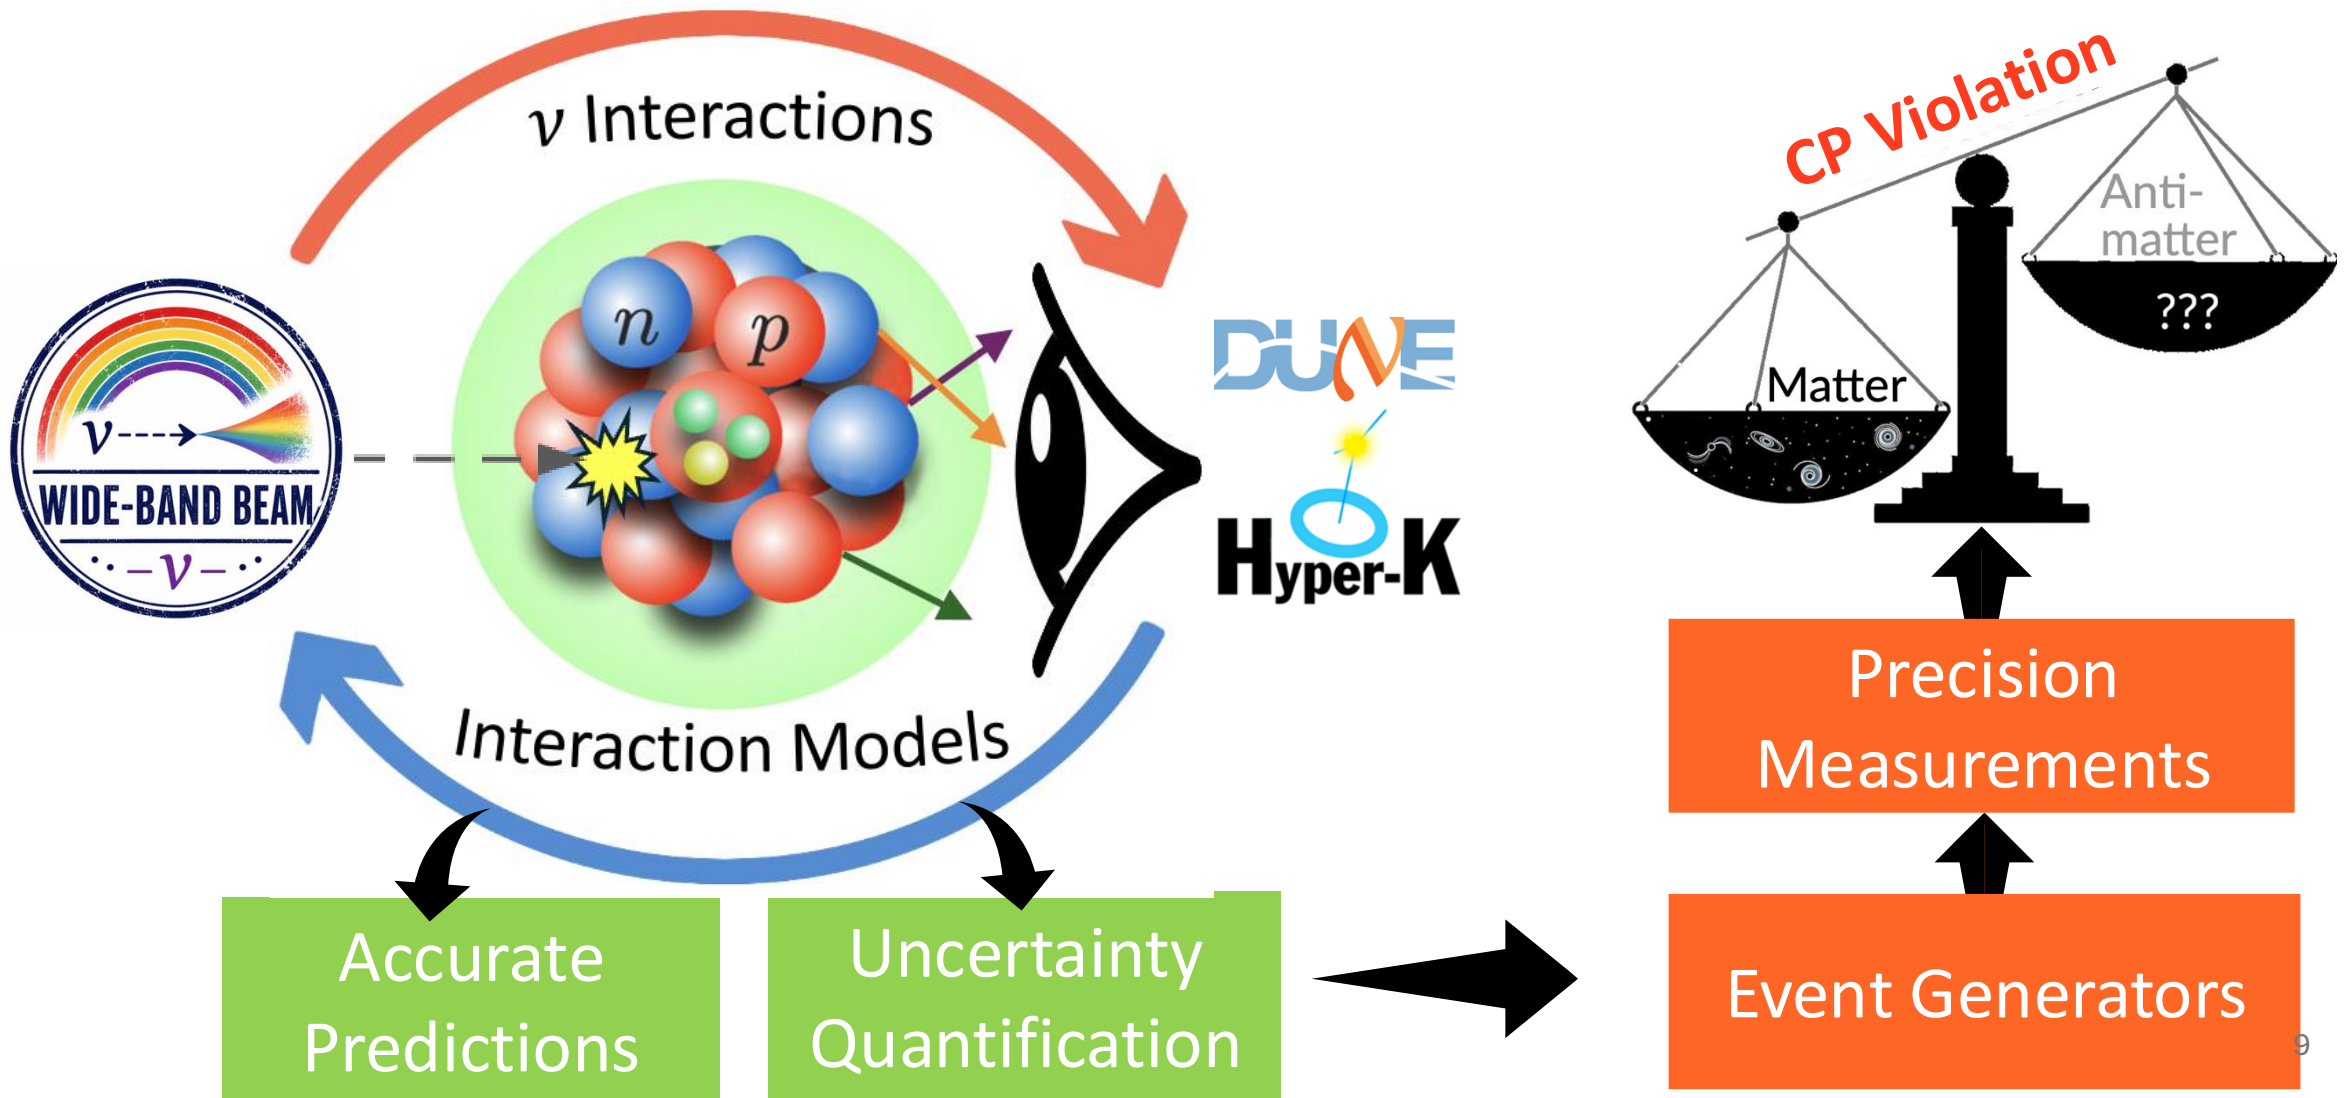 ν Interactions
n
p
ν
WIDE-BAND BEAM
ν
DUNE
Hyper-K
Interaction Models
Accurate
Predictions
Uncertainty
Quantification
CP Violation
Anti-
matter
???
Matter
Precision
Measurements
Event Generators
9